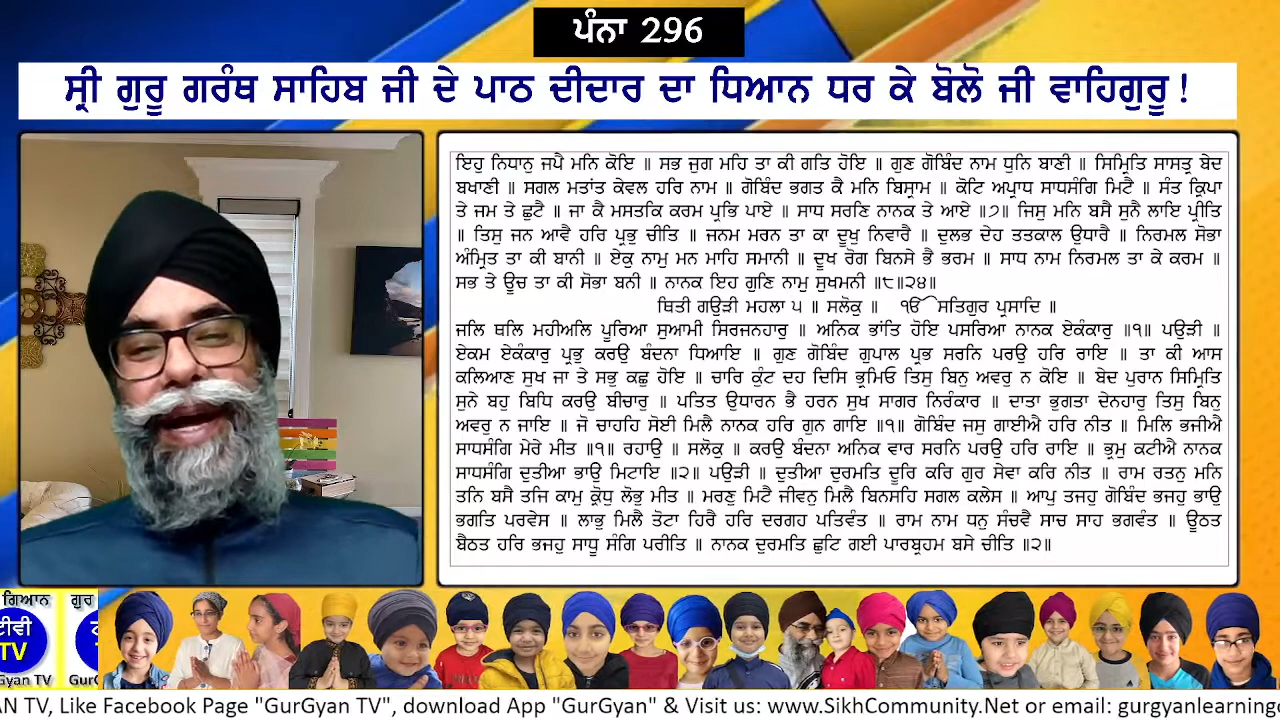 ਪੰਨਾ 296
ਸ੍ਰੀ ਗੁਰੂ ਗਰੰਥ ਸਾਹਿਬ ਜੀ ਦੇ ਪਾਠ ਦੀਦਾਰ ਦਾ ਧਿਆਨ ਧਰ ਕੇ ਬੋਲੋ ਜੀ ਵਾਹਿਗੁਰੂ!
ਇਹੁ ਨਿਧਾਨੁ ਜਪੈ ਮਨਿ ਕੋਇ ॥ ਸਭ ਜੁਗ ਮਹਿ ਤਾ ਕੀ ਗਤਿ ਹੋਇ ॥ ਗੁਣ ਗੋਬਿੰਦ ਨਾਮ ਧੁਨਿ ਬਾਣੀ ॥ ਸਿਮ੍ਰਿਤਿ ਸਾਸਤ੍ਰ ਬੇਦ
ਬਖਾਣੀ ॥ ਸਗਲ ਮਤਾਂਤ ਕੇਵਲ ਹਰਿ ਨਾਮ ॥ ਗੋਬਿੰਦ ਭਗਤ ਕੈ ਮਨਿ ਬਿਸ੍ਰਾਮ ॥ ਕੋਟਿ ਅਪ੍ਰਾਧ ਸਾਧਸੰਗਿ ਮਿਟੈ ॥ ਸੰਤ ਕ੍ਰਿਪਾ
ਤੇ ਜਮ ਤੇ ਛੁਟੈ ॥ ਜਾ ਕੈ ਮਸਤਕਿ ਕਰਮ ਪ੍ਰਭਿ ਪਾਏ ॥ ਸਾਧ ਸਰਣਿ ਨਾਨਕ ਤੇ ਆਏ ॥੭॥ ਜਿਸੁ ਮਨਿ ਬਸੈ ਸੁਨੈ ਲਾਇ ਪ੍ਰੀਤਿ
॥ ਤਿਸੁ ਜਨ ਆਵੈ ਹਰਿ ਪ੍ਰਭੁ ਚੀਤਿ ॥ ਜਨਮ ਮਰਨ ਤਾ ਕਾ ਦੂਖੁ ਨਿਵਾਰੈ ॥ ਦੁਲਭ ਦੇਹ ਤਤਕਾਲ ਉਧਾਰੈ ॥ ਨਿਰਮਲ ਸੋਭਾ
ਅੰਮ੍ਰਿਤ ਤਾ ਕੀ ਬਾਨੀ ॥ ਏਕੁ ਨਾਮੁ ਮਨ ਮਾਹਿ ਸਮਾਨੀ ॥ ਦੂਖ ਰੋਗ ਬਿਨਸੇ ਭੈ ਭਰਮ ॥ ਸਾਧ ਨਾਮ ਨਿਰਮਲ ਤਾ ਕੇ ਕਰਮ ॥
ਸਭ ਤੇ ਊਚ ਤਾ ਕੀ ਸੋਭਾ ਬਨੀ ॥ ਨਾਨਕ ਇਹ ਗੁਣਿ ਨਾਮੁ ਸੁਖਮਨੀ ॥੮॥੨੪॥
ਥਿਤੀ ਗਉੜੀ ਮਹਲਾ ੫ ॥ ਸਲੋਕੁ ॥ ੴ ਸਤਿਗੁਰ ਪ੍ਰਸਾਦਿ ॥
ਜਲਿ ਥਲਿ ਮਹੀਅਲਿ ਪੂਰਿਆ ਸੁਆਮੀ ਸਿਰਜਨਹਾਰੁ ॥ ਅਨਿਕ ਭਾਂਤਿ ਹੋਇ ਪਸਰਿਆ ਨਾਨਕ ਏਕੰਕਾਰੁ ॥੧॥ ਪਉੜੀ ॥
ਏਕਮ ਏਕੰਕਾਰੁ ਪ੍ਰਭੁ ਕਰਉ ਬੰਦਨਾ ਧਿਆਇ ॥ ਗੁਣ ਗੋਬਿੰਦ ਗੁਪਾਲ ਪ੍ਰਭ ਸਰਨਿ ਪਰਉ ਹਰਿ ਰਾਇ ॥ ਤਾ ਕੀ ਆਸ
ਕਲਿਆਣ ਸੁਖ ਜਾ ਤੇ ਸਭੁ ਕਛੁ ਹੋਇ ॥ ਚਾਰਿ ਕੁੰਟ ਦਹ ਦਿਸਿ ਭ੍ਰਮਿਓ ਤਿਸੁ ਬਿਨੁ ਅਵਰੁ ਨ ਕੋਇ ॥ ਬੇਦ ਪੁਰਾਨ ਸਿਮ੍ਰਿਤਿ
ਸੁਨੇ ਬਹੁ ਬਿਧਿ ਕਰਉ ਬੀਚਾਰੁ ॥ ਪਤਿਤ ਉਧਾਰਨ ਭੈ ਹਰਨ ਸੁਖ ਸਾਗਰ ਨਿਰੰਕਾਰ ॥ ਦਾਤਾ ਭੁਗਤਾ ਦੇਨਹਾਰੁ ਤਿਸੁ ਬਿਨੁ
ਅਵਰੁ ਨ ਜਾਇ ॥ ਜੋ ਚਾਹਹਿ ਸੋਈ ਮਿਲੈ ਨਾਨਕ ਹਰਿ ਗੁਨ ਗਾਇ ॥੧॥ ਗੋਬਿੰਦ ਜਸੁ ਗਾਈਐ ਹਰਿ ਨੀਤ ॥ ਮਿਲਿ ਭਜੀਐ
ਸਾਧਸੰਗਿ ਮੇਰੇ ਮੀਤ ॥੧॥ ਰਹਾਉ ॥ ਸਲੋਕੁ ॥ ਕਰਉ ਬੰਦਨਾ ਅਨਿਕ ਵਾਰ ਸਰਨਿ ਪਰਉ ਹਰਿ ਰਾਇ ॥ ਭ੍ਰਮੁ ਕਟੀਐ ਨਾਨਕ
ਸਾਧਸੰਗਿ ਦੁਤੀਆ ਭਾਉ ਮਿਟਾਇ ॥੨॥ ਪਉੜੀ ॥ ਦੁਤੀਆ ਦੁਰਮਤਿ ਦੂਰਿ ਕਰਿ ਗੁਰ ਸੇਵਾ ਕਰਿ ਨੀਤ ॥ ਰਾਮ ਰਤਨੁ ਮਨਿ
ਤਨਿ ਬਸੈ ਤਜਿ ਕਾਮੁ ਕ੍ਰੋਧੁ ਲੋਭੁ ਮੀਤ ॥ ਮਰਣੁ ਮਿਟੈ ਜੀਵਨੁ ਮਿਲੈ ਬਿਨਸਹਿ ਸਗਲ ਕਲੇਸ ॥ ਆਪੁ ਤਜਹੁ ਗੋਬਿੰਦ ਭਜਹੁ ਭਾਉ
ਭਗਤਿ ਪਰਵੇਸ ॥ ਲਾਭੁ ਮਿਲੈ ਤੋਟਾ ਹਿਰੈ ਹਰਿ ਦਰਗਹ ਪਤਿਵੰਤ ॥ ਰਾਮ ਨਾਮ ਧਨੁ ਸੰਚਵੈ ਸਾਚ ਸਾਹ ਭਗਵੰਤ ॥ ਊਠਤ
ਬੈਠਤ ਹਰਿ ਭਜਹੁ ਸਾਧੂ ਸੰਗਿ ਪਰੀਤਿ ॥ ਨਾਨਕ ਦੁਰਮਤਿ ਛੁਟਿ ਗਈ ਪਾਰਬ੍ਰਹਮ ਬਸੇ ਚੀਤਿ ॥੨॥
ਗਿਆਨ ਗੁਰ
ਟੀਵੀ
TV
Gyan TV
AN TV, Like Facebook Page "GurGyan TV", download App "GurGyan" & Visit us: www.SikhCommunity.Net or email: gurgyanlearning